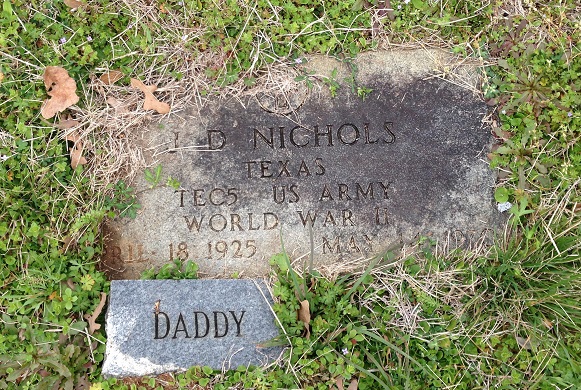 D NICHOLS
TEXAS
TEC5 US ARMY
WORLD WAR II
18 1925 MAY
DADDY